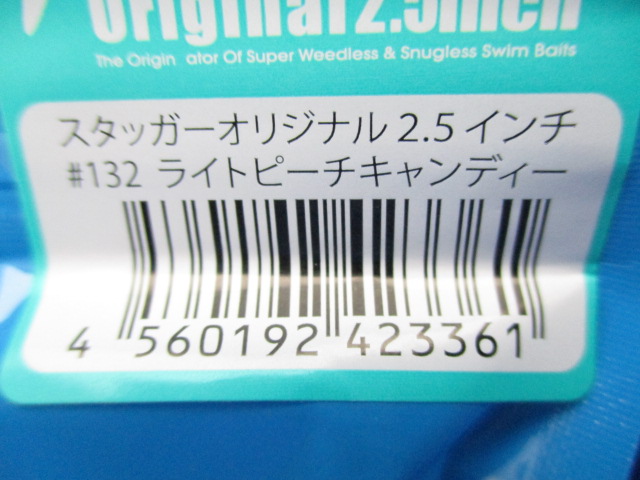 Original 2.5inch
The Origin ator Of Super Weedless & Snugless Swim Baits
スタッガーオリジナル 2.5 インチ
#132 ライトピーチキャンディー
4 560192 423361